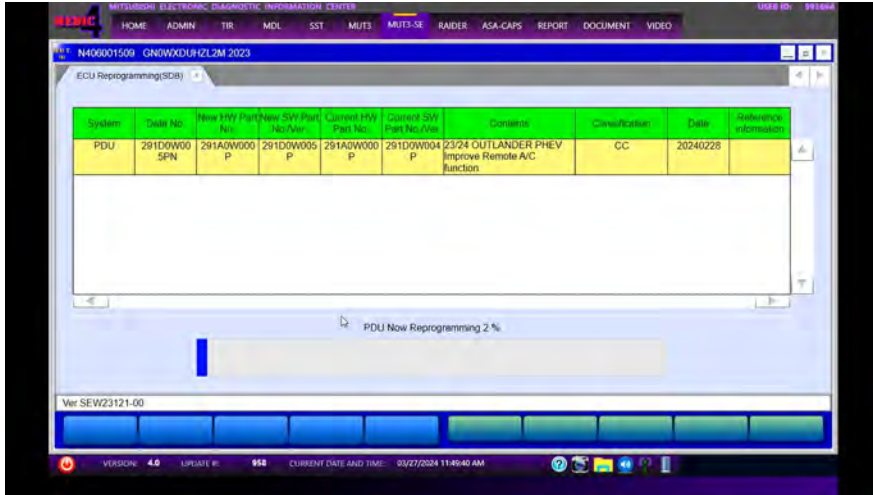 MITSUBISHI ELECTRONIC DIAGNOSTIC INFORMATION CENTER
USER ID: 991644
MEDIC 4
HOME ADMIN TIR MDL SST MUT3 MUT3-SE RAIDER ASA-CAPS REPORT DOCUMENT VIDEO
N406001509 GN0WXDUHZL2M 2023
ECU Reprogramming(SDB)
System Data No. New HW Part No. New SW Part No./Ver. Current HW Part No. Current SW Part No./Ver. Contents Classification Date Reference information
PDU 291D0W005PN 291A0W000P 291D0W005P 291A0W000P 291D0W004P 23/24 OUTLANDER PHEV Improve Remote A/C function CC 20240228
PDU Now Reprogramming 2 %
Ver.SEW23121-00
VERSION: 4.0 UPDATE #: 958 CURRENT DATE AND TIME: 03/27/2024 11:49:40 AM